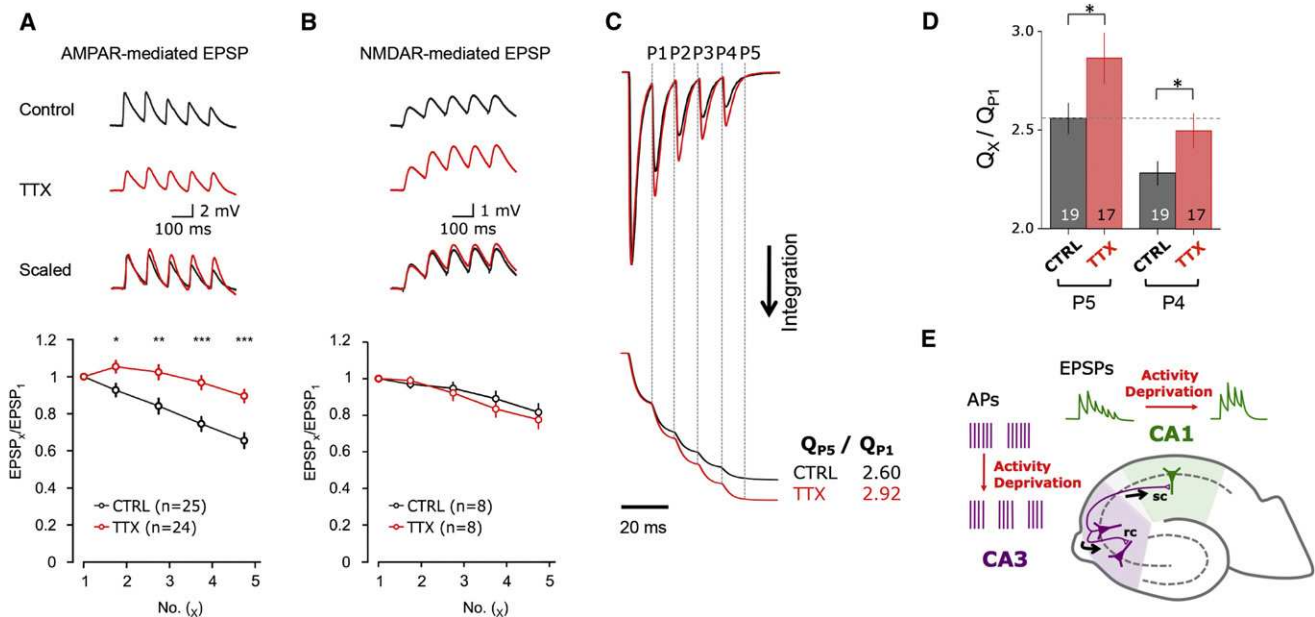 A
AMPAR-mediated EPSP
Control
TTX
2 mV
100 ms
Scaled
* ** *** ***
EPSPX/EPSP1
1.2
1
0.8
0.6
0.4
0.2
0
CTRL (n=25)
TTX (n=24)
1 2 3 4 5
No. (X)
B
NMDAR-mediated EPSP
1 mV
100 ms
EPSPX/EPSP1
1.2
1
0.8
0.6
0.4
0.2
0
CTRL (n=8)
TTX (n=8)
1 2 3 4 5
No. (X)
C
P1 P2 P3 P4 P5
Integration
QP5 / QP1
CTRL 2.60
TTX 2.92
20 ms
D
QX / QP1
3.0
2.5
2.0
* *
19 17 19 17
CTRL TTX CTRL TTX
P5 P4
E
EPSPs
Activity
Deprivation
CA1
APs
Activity
Deprivation
CA3
sc
rc